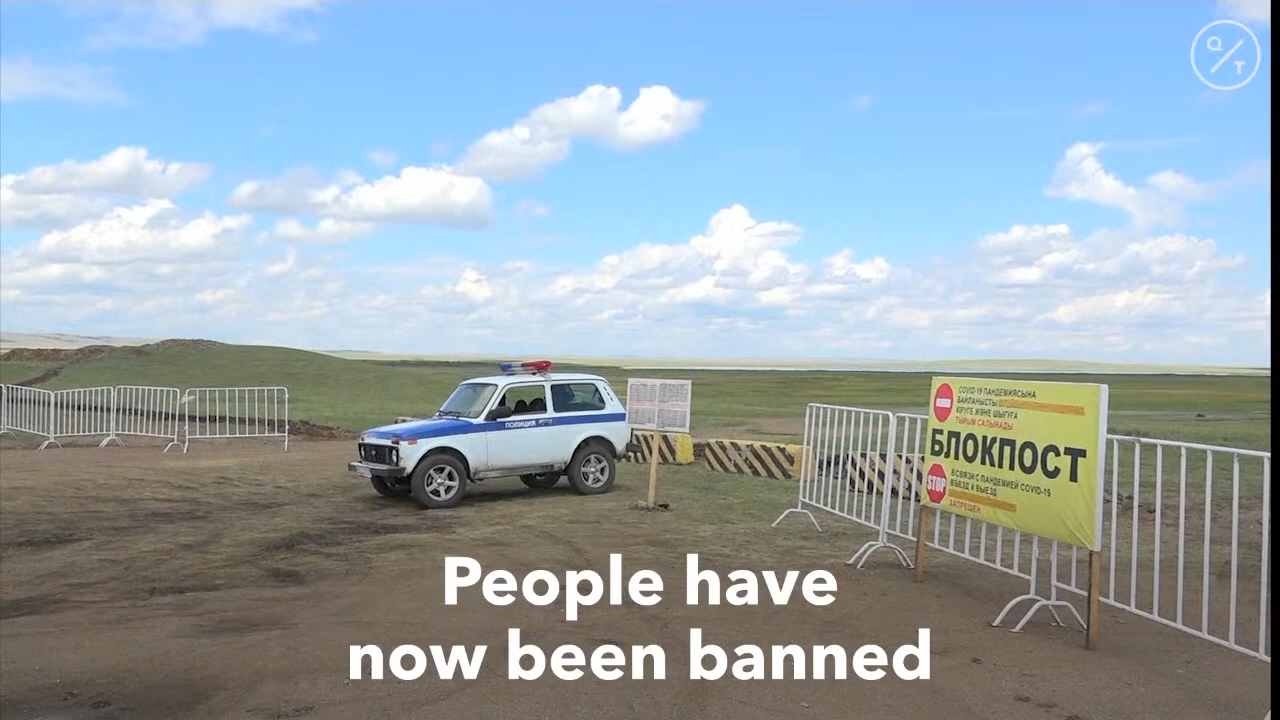 Q
T
ПОЛИЦИЯ
COVID-19 ПАНДЕМИЯСЫНА
БАЙЛАНЫСТЫ
КІРУГЕ ЖӘНЕ ШЫҒУҒА
ТЫЙЫМ САЛЫНАДЫ
БЛОКПОСТ
STOP
В СВЯЗИ С ПАНДЕМИЕЙ COVID-19
ВЪЕЗД И ВЫЕЗД
ЗАПРЕЩЕН
People have
now been banned